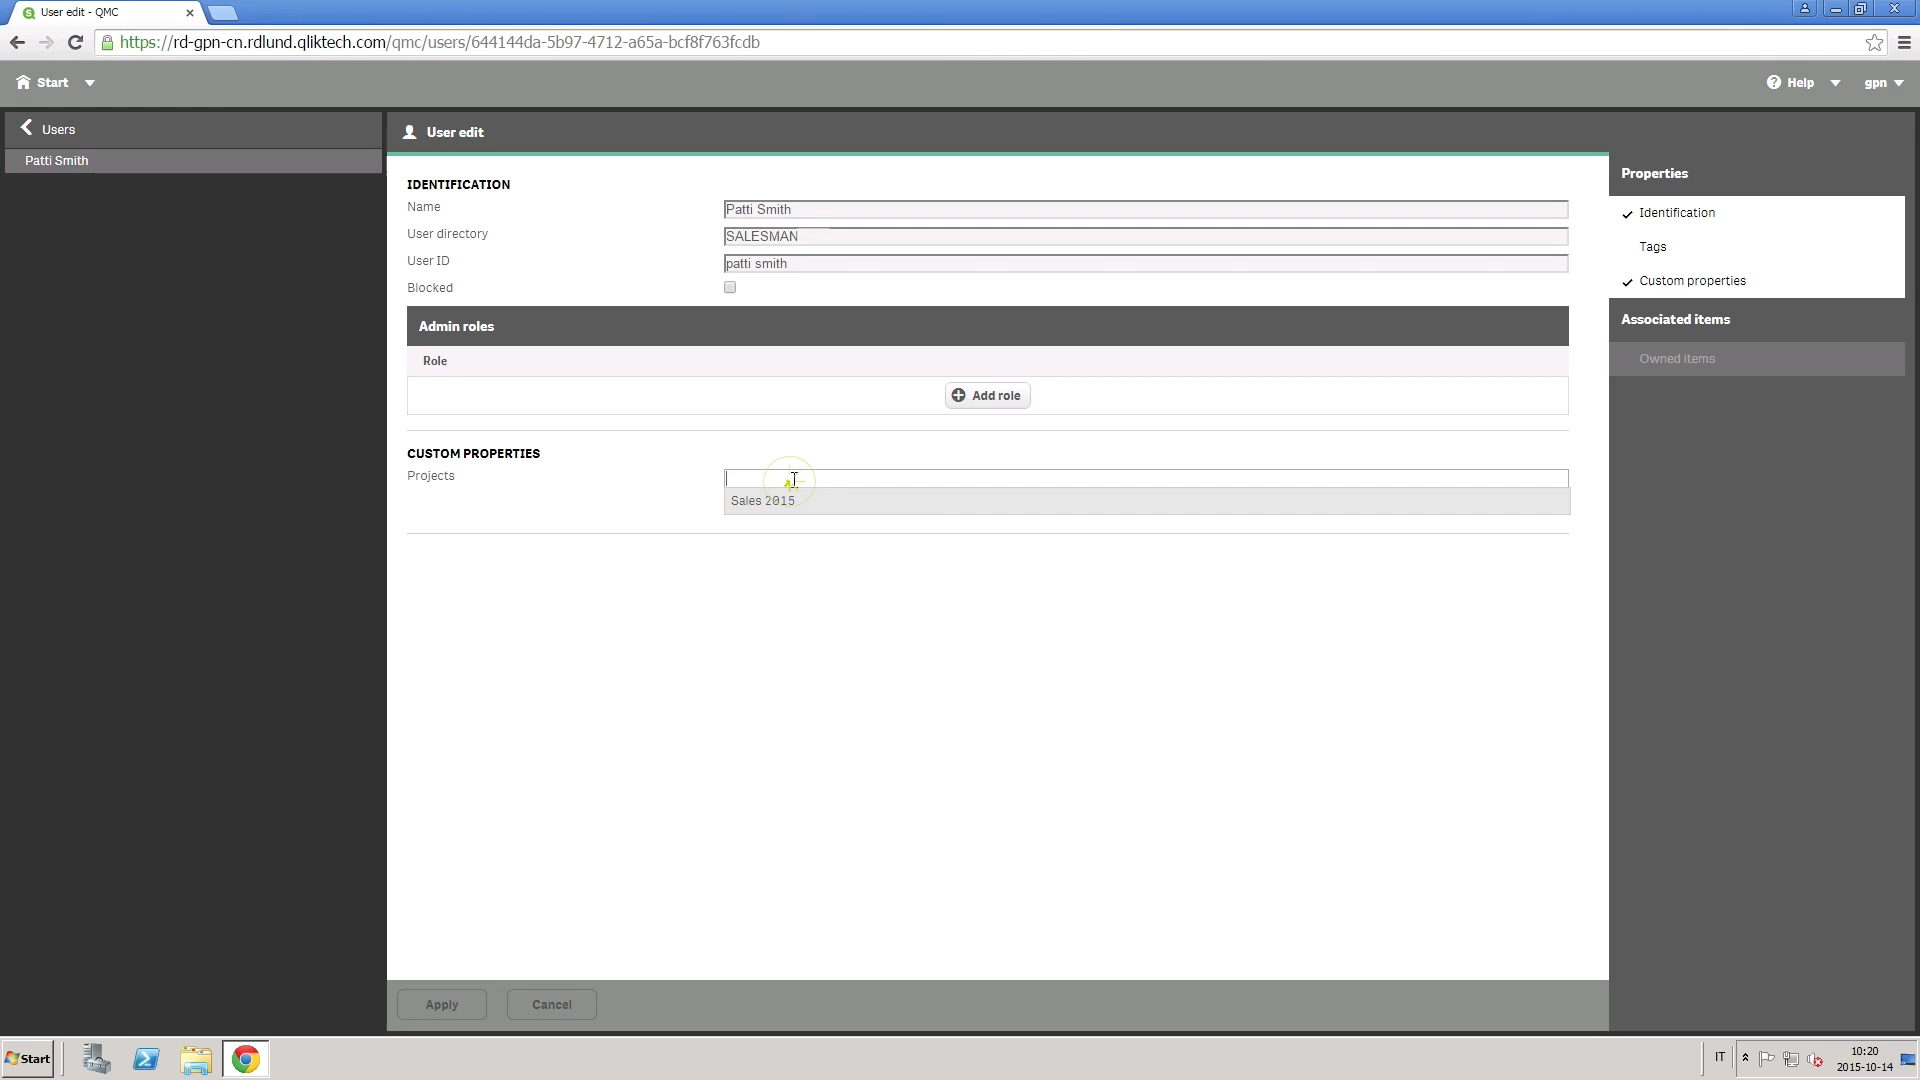 User edit - QMC
https://rd-gpn-cn.rdlund.qliktech.com/qmc/users/644144da-5b97-4712-a65a-bcf8f763fcdb
Start
Help
gpn
Users
Patti Smith
User edit
IDENTIFICATION
Name
Patti Smith
User directory
SALESMAN
User ID
patti smith
Blocked
Admin roles
Role
Add role
CUSTOM PROPERTIES
Projects
Sales 2015
Apply
Cancel
Properties
Identification
Tags
Custom properties
Associated items
Owned items
Start
IT
10:20
2015-10-14